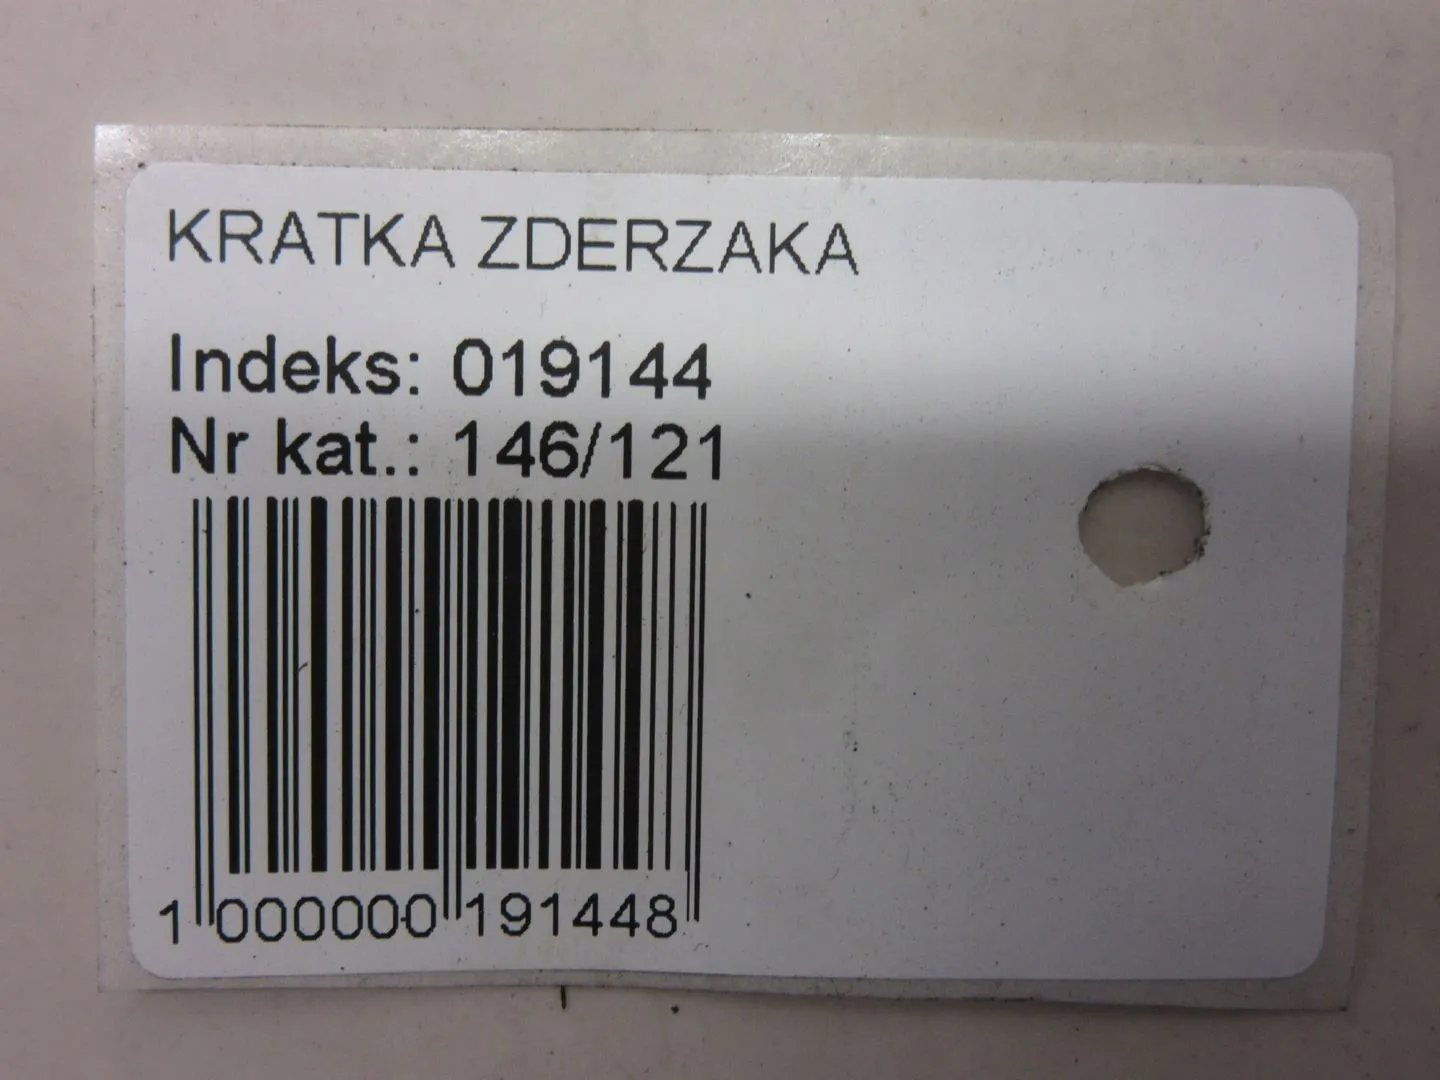 KRATKA ZDERZAKA
Indeks: 019144
Nr kat.: 146/121
1 000000 191448